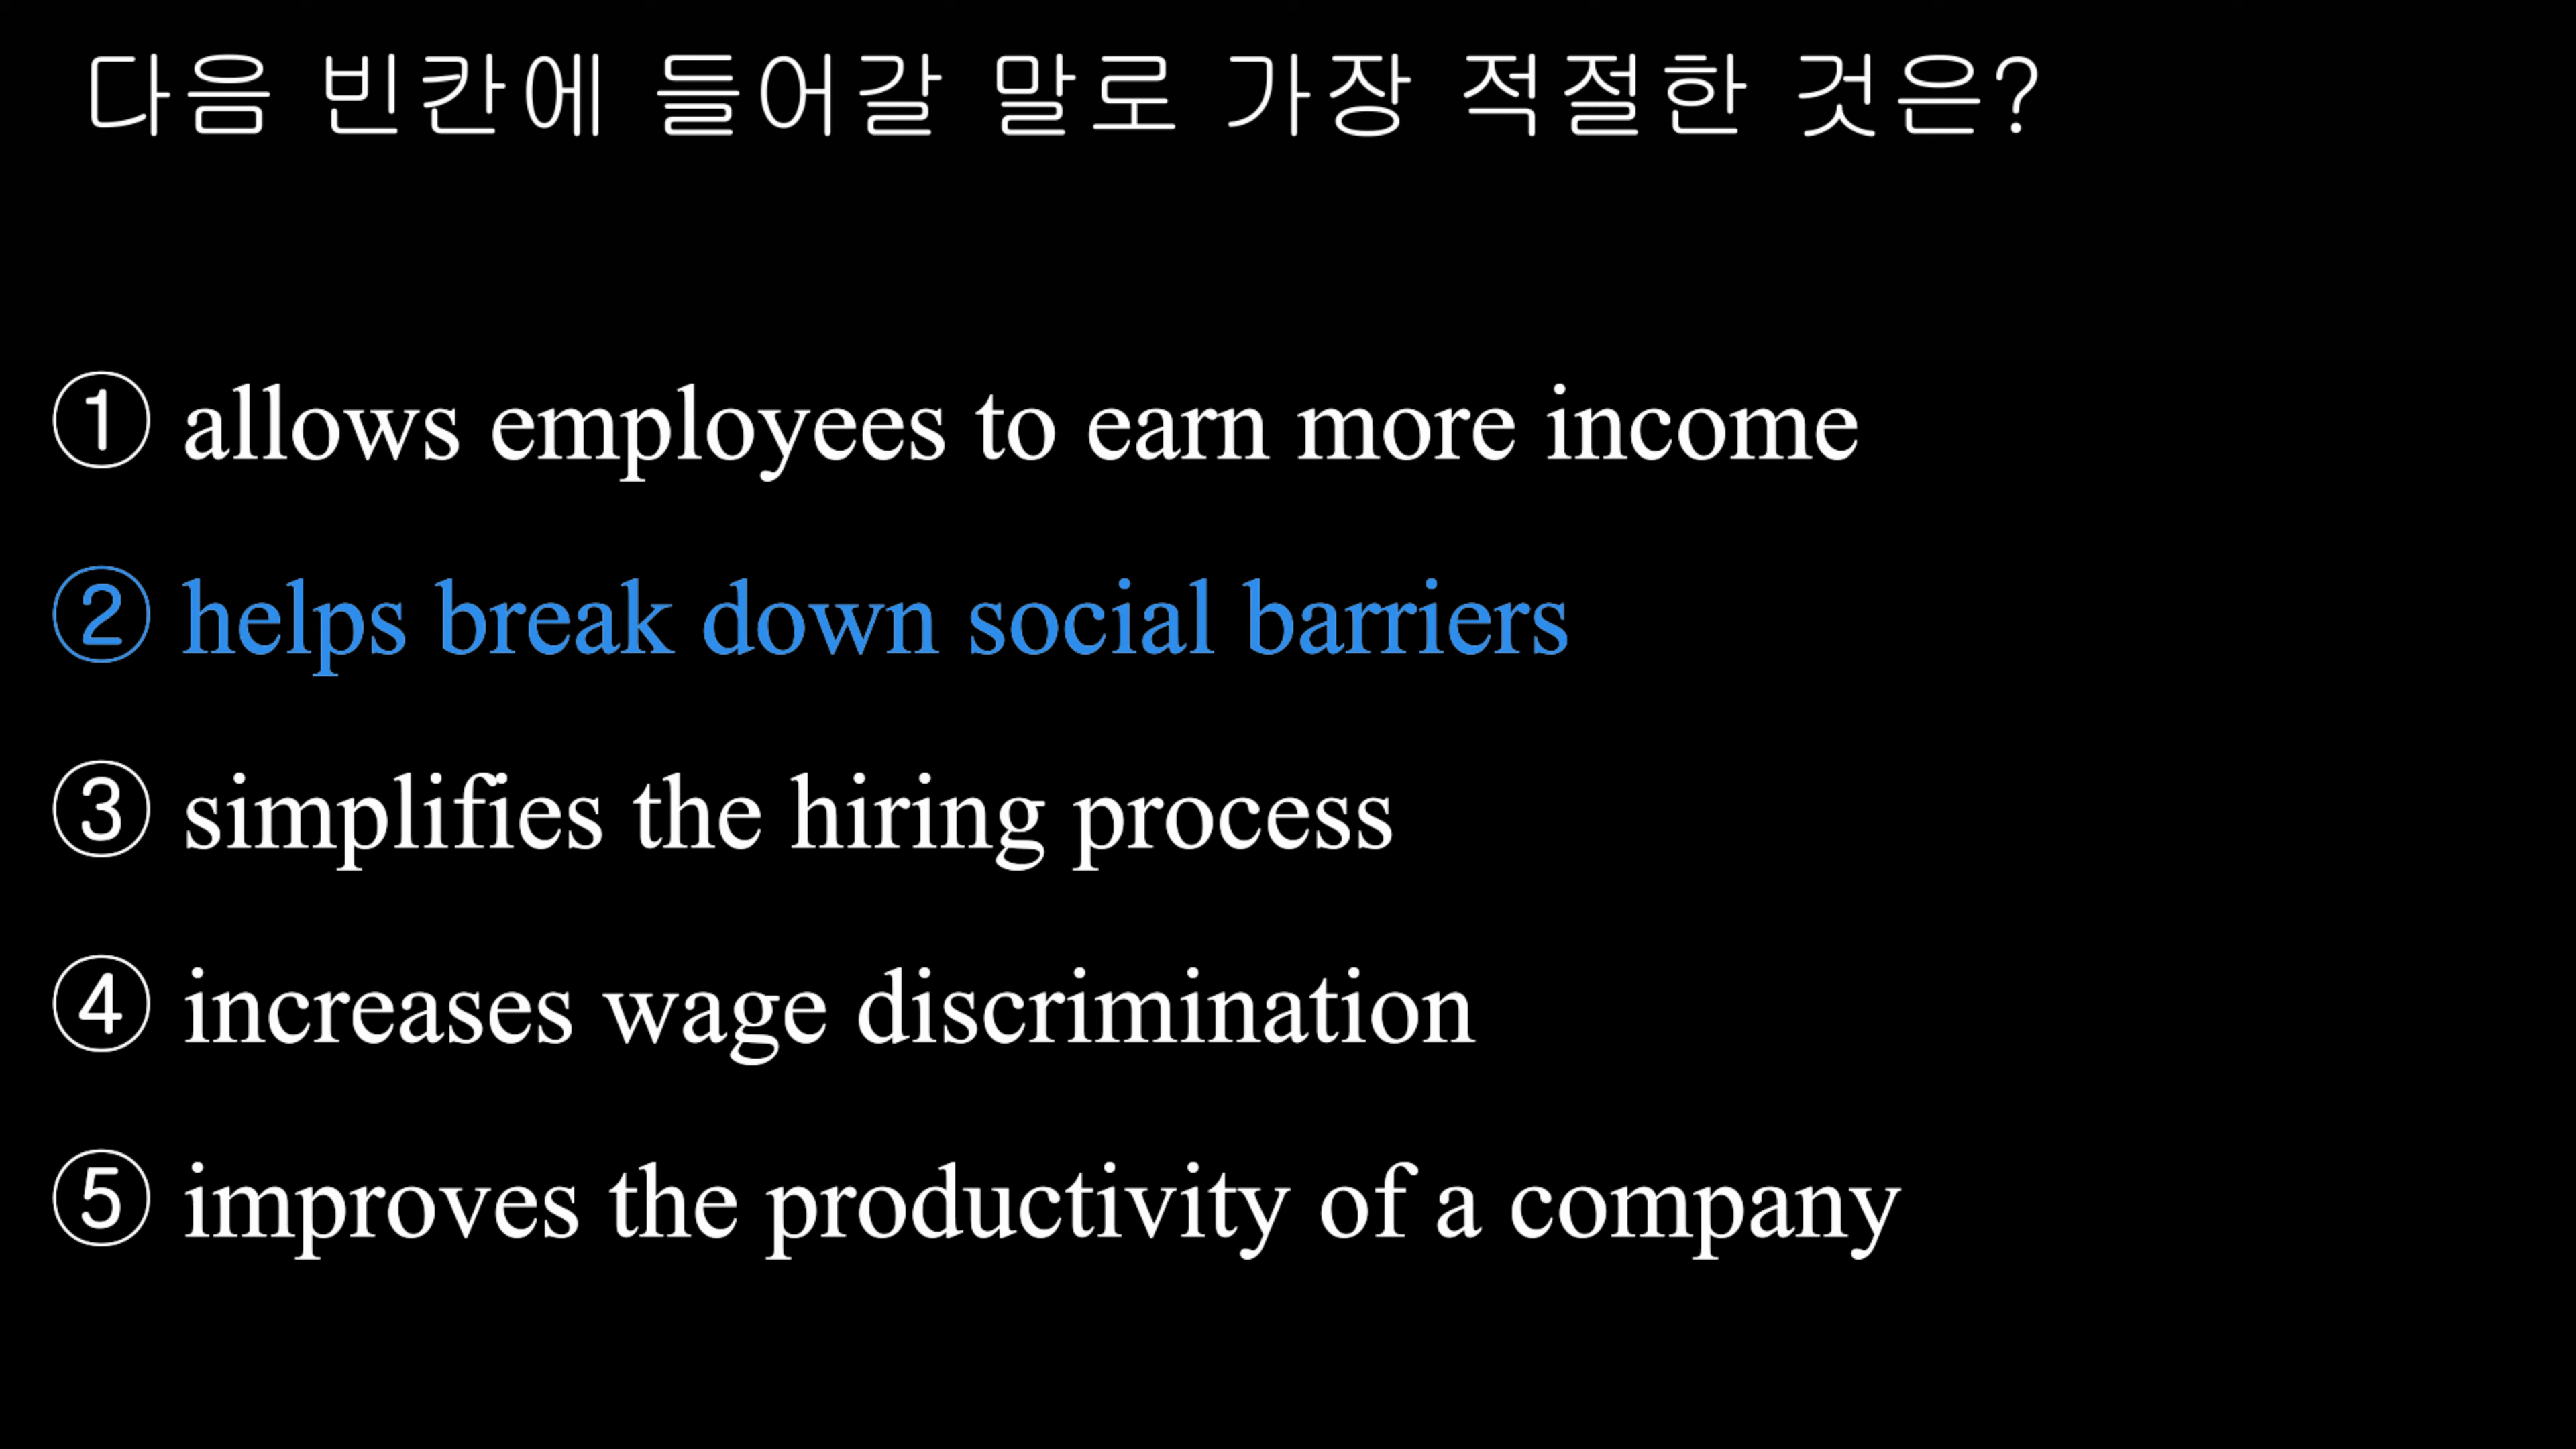 다음 빈칸에 들어갈 말로 가장 적절한 것은?
① allows employees to earn more income
② helps break down social barriers
③ simplifies the hiring process
④ increases wage discrimination
⑤ improves the productivity of a company